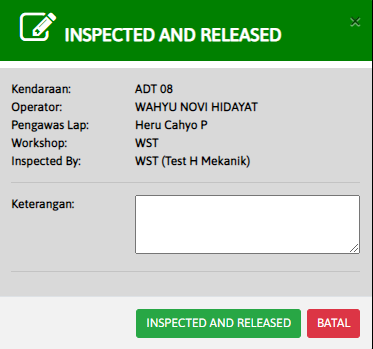 INSPECTED AND RELEASED
×
Kendaraan: ADT 08
Operator: WAHYU NOVI HIDAYAT
Pengawas Lap: Heru Cahyo P
Workshop: WST
Inspected By: WST (Test H Mekanik)
Keterangan:
INSPECTED AND RELEASED BATAL